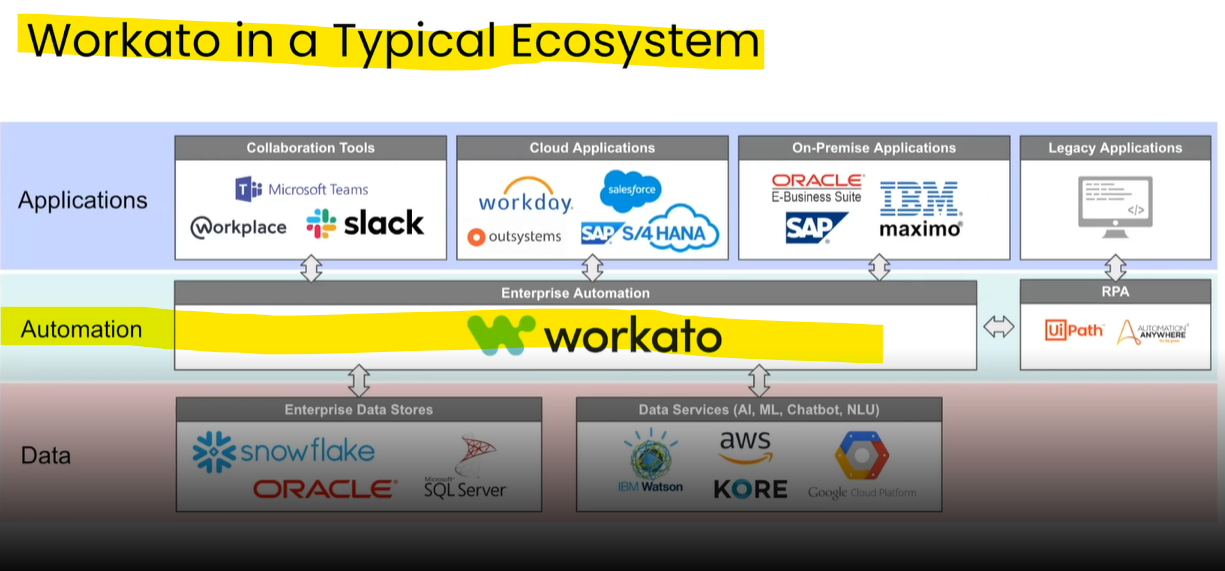 Workato in a Typical Ecosystem
Applications
Collaboration Tools
Microsoft Teams
workplace
slack
Cloud Applications
workday.
salesforce
outsystems
SAP S/4HANA
On-Premise Applications
ORACLE
E-Business Suite
IBM
SAP
maximo
Legacy Applications
</>
Automation
Enterprise Automation
workato
RPA
UiPath
AUTOMATION
ANYWHERE
Data
Enterprise Data Stores
snowflake
ORACLE
Microsoft
SQL Server
Data Services (AI, ML, Chatbot, NLU)
IBM Watson
aws
KORE
Google Cloud Platform